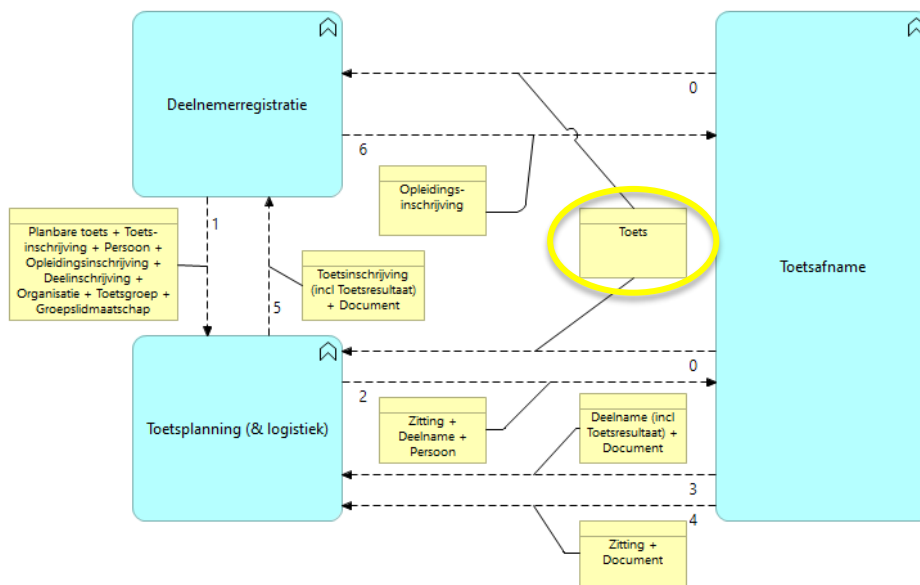 Deelnemerregistratie
0
6
Opleidings-
inschrijving
Toets
Toetsafname
1
Planbare toets + Toets-
inschrijving + Persoon +
Opleidingsinschrijving +
Deelinschrijving +
Organisatie + Toetsgroep +
Groepslidmaatschap
Toetsinschrijving
(incl Toetsresultaat)
+ Document
5
0
2
Toetsplanning (& logistiek)
Zitting +
Deelname +
Persoon
Deelname (incl
Toetsresultaat) +
Document
3
4
Zitting +
Document